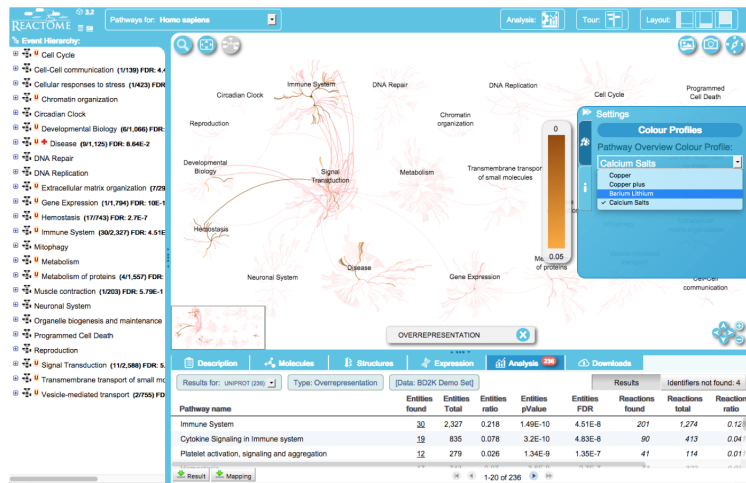 REACTOME
3.2
Pathways for: Homo sapiens
Analysis:
Tour:
Layout:
Event Hierarchy:
Cell Cycle
Cell-Cell communication (1/139) FDR: 4.4
Cellular responses to stress (1/423) FDR
Chromatin organization
Circadian Clock
Developmental Biology (6/1,066) FDR:
Disease (9/1,125) FDR: 8.64E-2
DNA Repair
DNA Replication
Extracellular matrix organization (7/29
Gene Expression (1/1,794) FDR: 10E-1
Hemostasis (17/743) FDR: 2.7E-7
Immune System (30/2,327) FDR: 4.51E
Mitophagy
Metabolism
Metabolism of proteins (4/1,557) FDR:
Muscle contraction (1/203) FDR: 5.79E-1
Neuronal System
Organelle biogenesis and maintenance
Programmed Cell Death
Reproduction
Signal Transduction (11/2,588) FDR: 5.
Transmembrane transport of small mo
Vesicle-mediated transport (2/755) FD
Immune System
DNA Repair
DNA Replication
Circadian Clock
Cell Cycle
Programmed
Cell Death
Reproduction
Chromatin
organization
Developmental
Biology
Signal
Transduction
Metabolism
Transmembrane transport
of small molecules
Hemostasis
Neuronal System
Disease
Gene Expression
of proteins
Cell-Cell
communication
0
0.05
Settings
Colour Profiles
Pathway Overview Colour Profile:
Calcium Salts
Copper
Copper plus
Barium Lithium
✓ Calcium Salts
OVERREPRESENTATION
Description
Molecules
Structures
Expression
Analysis 236
Downloads
Results for: UNIPROT (236)
Type: Overrepresentation
[Data: BD2K Demo Set]
Results
Identifiers not found: 4
Pathway name
Entities found
Entities Total
Entities ratio
Entities pValue
Entities FDR
Reactions found
Reactions total
Reactions ratio
Immune System 30 2,327 0.218 1.49E-10 4.51E-8 201 1,274 0.12
Cytokine Signaling in Immune system 19 835 0.078 3.2E-10 4.83E-8 90 413 0.04
Platelet activation, signaling and aggregation 12 279 0.026 1.34E-9 1.35E-7 41 114 0.01
Result
Mapping
1-20 of 236